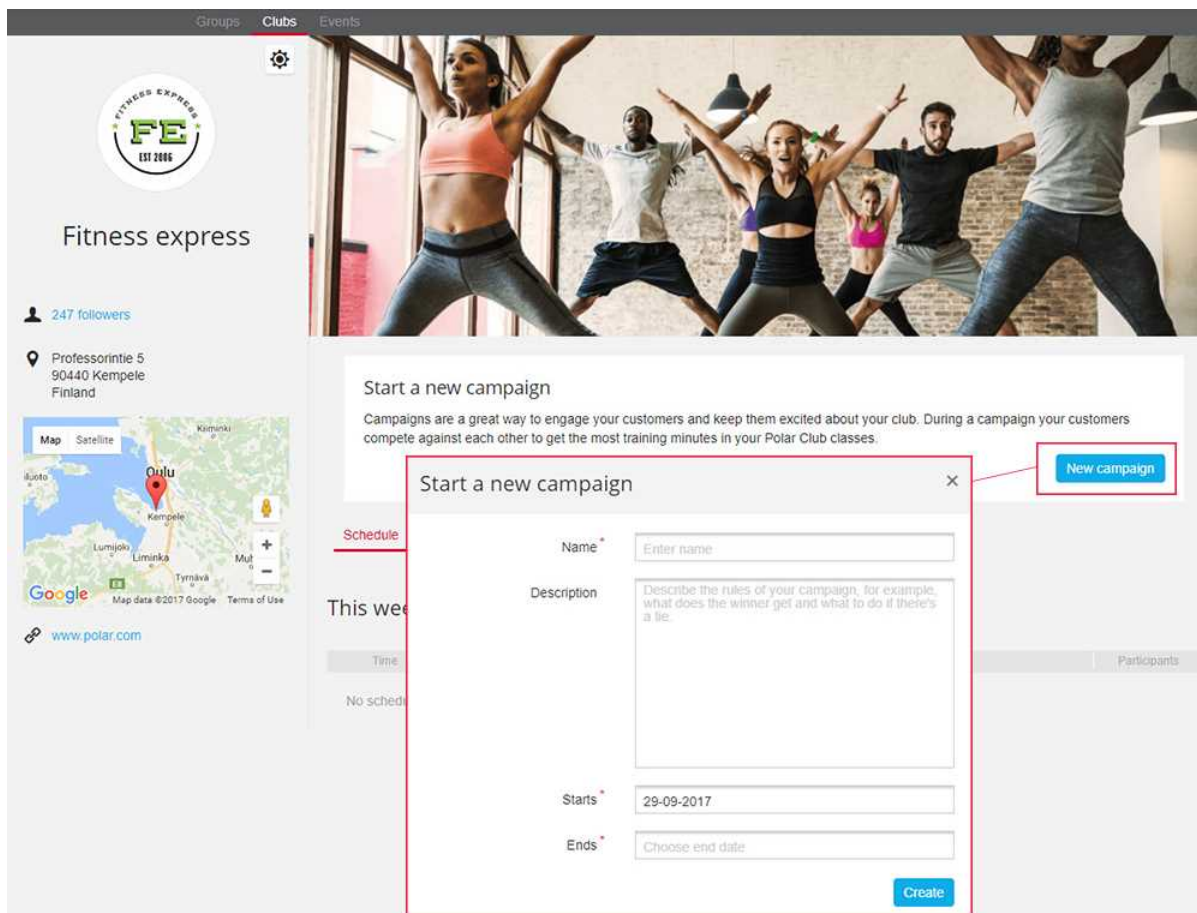 Groups Clubs Events
FITNESS EXPRESS
FE
EST 2006
Fitness express
247 followers
Professorintie 5
90440 Kempele
Finland
Map Satellite
Kiiminki
Oulu
Kempele
Lumijoki
Liminka
Tyrnävä
E8
Google Map data ©2017 Google Terms of Use
www.polar.com
Start a new campaign
Campaigns are a great way to engage your customers and keep them excited about your club. During a campaign your customers
compete against each other to get the most training minutes in your Polar Club classes.
New campaign
Schedule
This wee
Time
Participants
No schedu
Start a new campaign ×
Name * Enter name
Description Describe the rules of your campaign, for example,
what does the winner get and what to do if there's
a tie.
Starts * 29-09-2017
Ends * Choose end date
Create